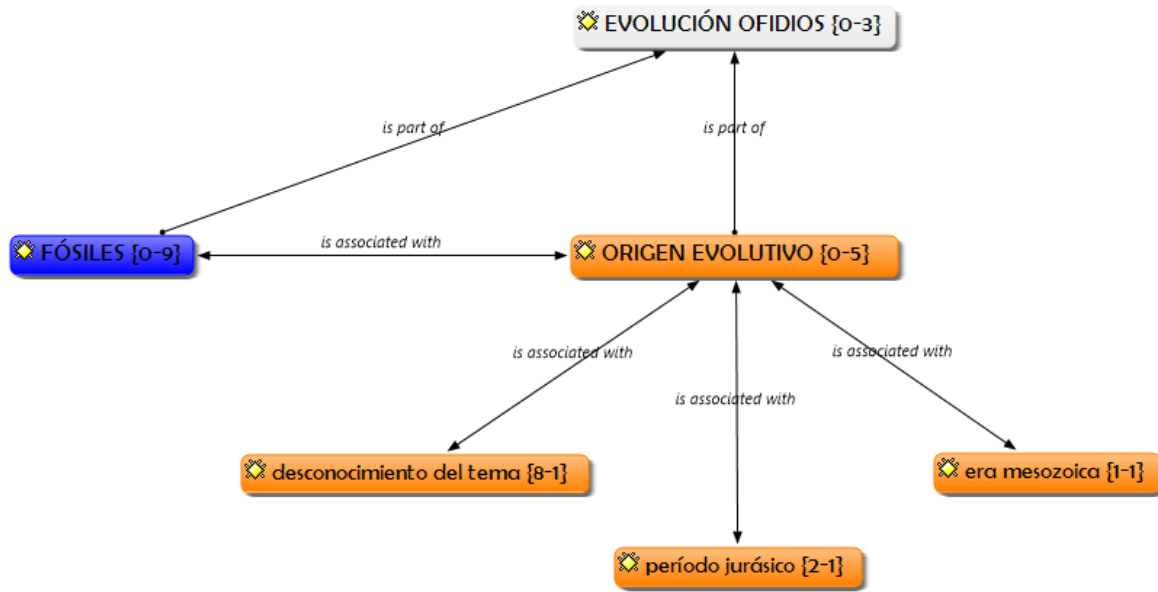 EVOLUCIÓN OFIDIOS {0-3}
is part of
is part of
FÓSILES {0-9}
is associated with
ORIGEN EVOLUTIVO {0-5}
is associated with
is associated with
is associated with
desconocimiento del tema {8-1}
era mesozoica {1-1}
período jurásico {2-1}